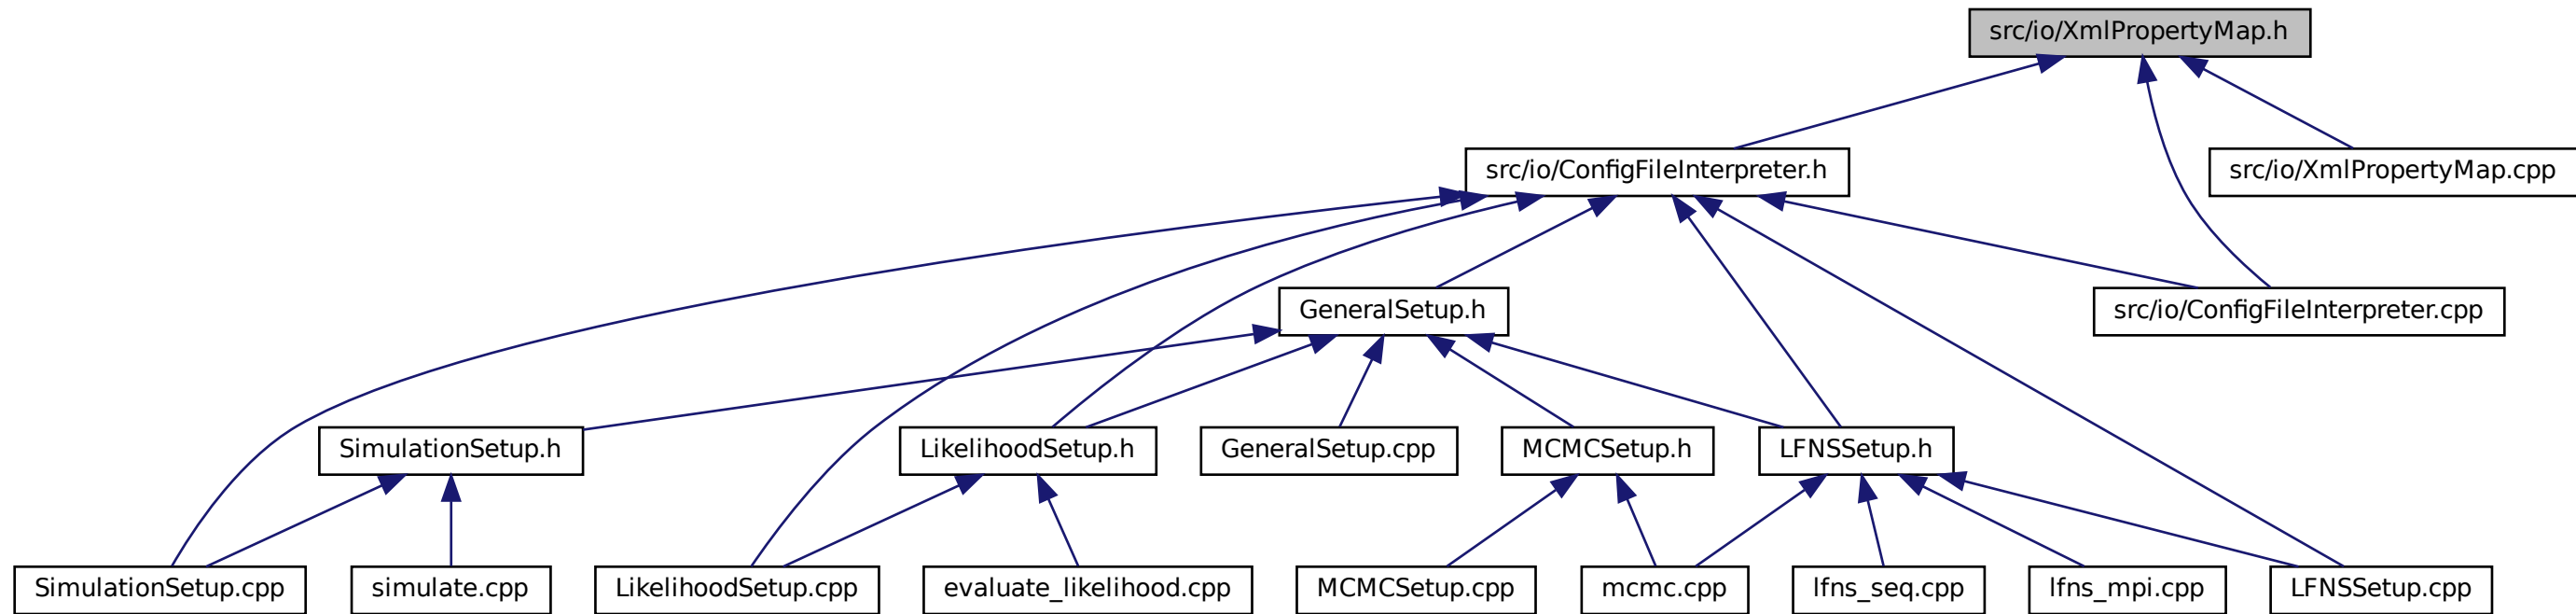 src/io/XmlPropertyMap.h
src/io/ConfigFileInterpreter.h
src/io/XmlPropertyMap.cpp
GeneralSetup.h
src/io/ConfigFileInterpreter.cpp
SimulationSetup.h
LikelihoodSetup.h
GeneralSetup.cpp
MCMCSetup.h
LFNSSetup.h
SimulationSetup.cpp
simulate.cpp
LikelihoodSetup.cpp
evaluate_likelihood.cpp
MCMCSetup.cpp
mcmc.cpp
lfns_seq.cpp
lfns_mpi.cpp
LFNSSetup.cpp